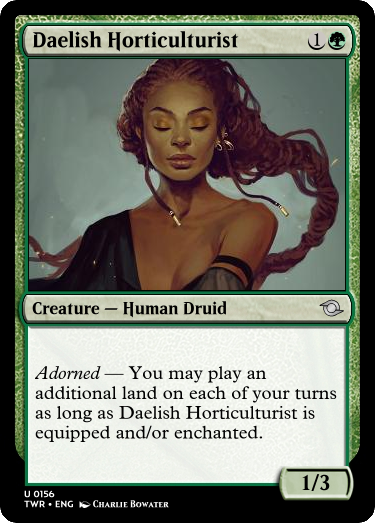 Daelish Horticulturist 1
Creature — Human Druid
Adorned — You may play an
additional land on each of your turns
as long as Daelish Horticulturist is
equipped and/or enchanted.
1/3
U 0156
TWR • ENG Charlie Bowater